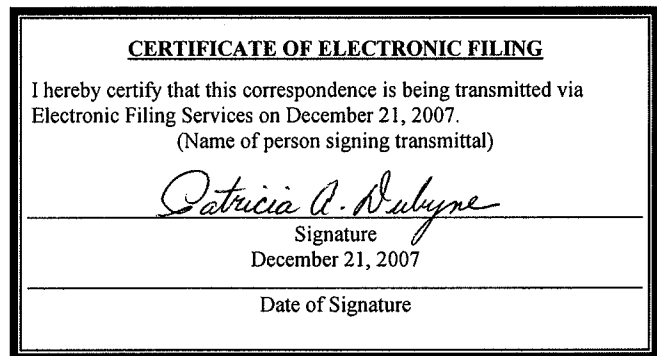 CERTIFICATE OF ELECTRONIC FILING
I hereby certify that this correspondence is being transmitted via
Electronic Filing Services on December 21, 2007.
(Name of person signing transmittal)
Patricia A. Dubyne
Signature
December 21, 2007
Date of Signature